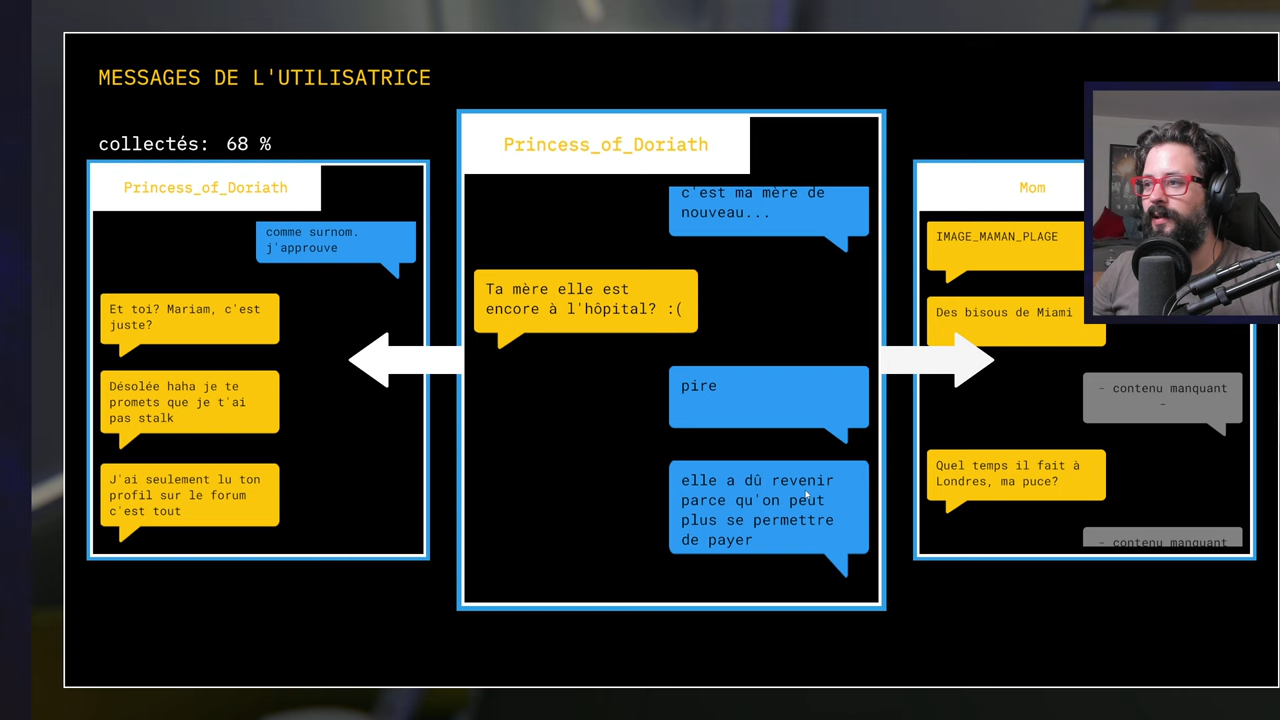 MESSAGES DE L'UTILISATRICE
collectés: 68 %
Princess_of_Doriath
comme surnom.
j'approuve
Et toi? Mariam, c'est
juste?
Désolée haha je te
promets que je t'ai
pas stalk
J'ai seulement lu ton
profil sur le forum
c'est tout
Princess_of_Doriath
c'est ma mère de
nouveau...
Ta mère elle est
encore à l'hôpital? :(
pire
elle a dû revenir
parce qu'on peut
plus se permettre
de payer
Mom
IMAGE_MAMAN_PLAGE
Des bisous de Miami
- contenu manquant
-
Quel temps il fait à
Londres, ma puce?
- contenu manquant